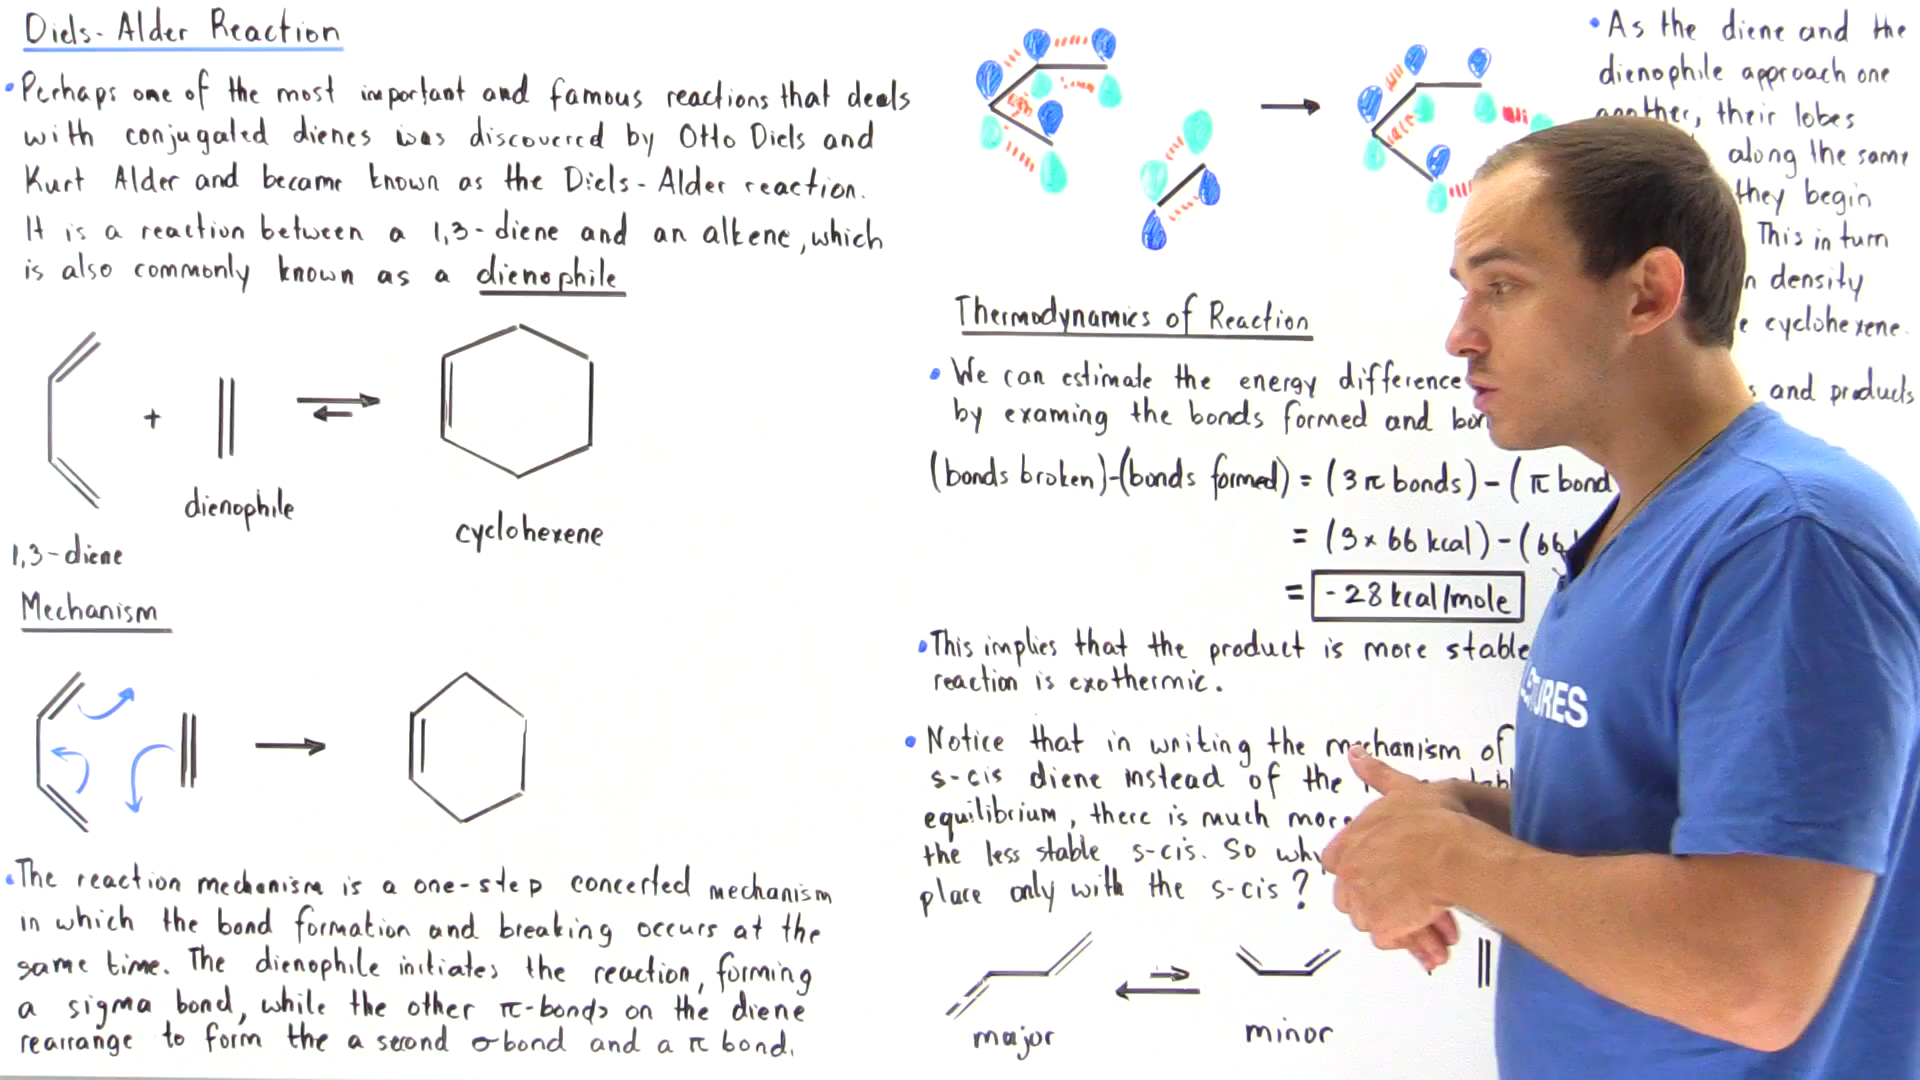 Diels-Alder Reaction
• Perhaps one of the most important and famous reactions that deals
with conjugated dienes was discovered by Otto Diels and
Kurt Alder and became known as the Diels-Alder reaction.
It is a reaction between a 1,3-diene and an alkene, which
is also commonly known as a dienophile
+
dienophile
cyclohexene
1,3-diene
Mechanism
• The reaction mechanism is a one-step concerted mechanism
in which the bond formation and breaking occurs at the
same time. The dienophile initiates the reaction, forming
a sigma bond, while the other π-bonds on the diene
rearrange to form the a second σ bond and a π bond.
• As the diene and the
dienophile approach one
another, their lobes
along the same
they begin
This in turn
density
cyclohexene.
Thermodynamics of Reaction
• We can estimate the energy difference and products
by examing the bonds formed and
(bonds broken)-(bonds formed) = (3 π bonds) - (π bond
= (3 × 66 kcal) - (66
= -28 kcal/mole
• This implies that the product is more stable
reaction is exothermic.
• Notice that in writing the mechanism of
s-cis diene instead of the
equilibrium, there is much more
the less stable s-cis. So why
place only with the s-cis?
major
minor
CTURES